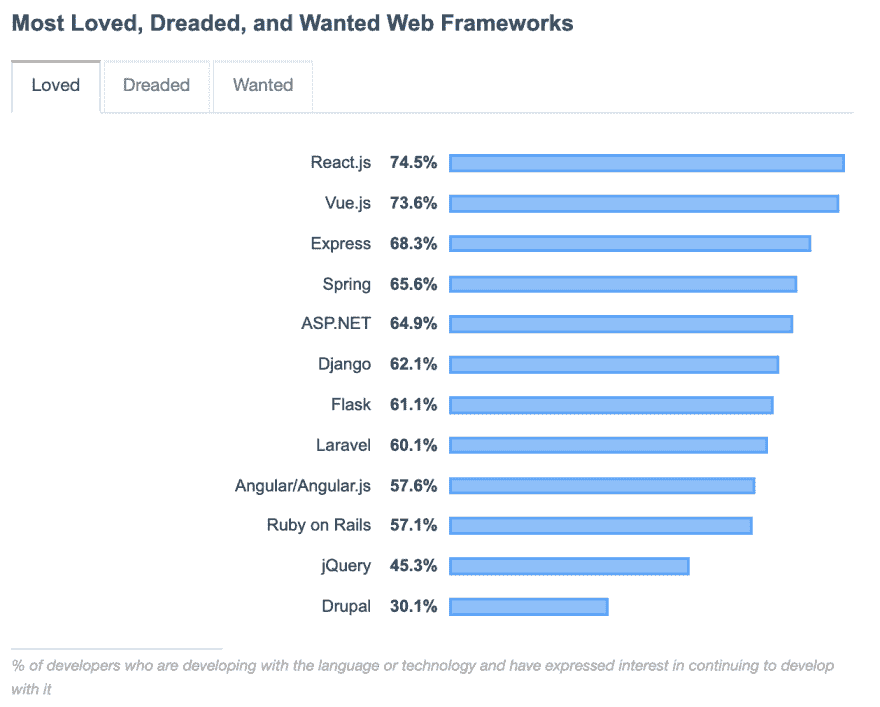 Most Loved, Dreaded, and Wanted Web Frameworks
Loved Dreaded Wanted
React.js 74.5%
Vue.js 73.6%
Express 68.3%
Spring 65.6%
ASP.NET 64.9%
Django 62.1%
Flask 61.1%
Laravel 60.1%
Angular/Angular.js 57.6%
Ruby on Rails 57.1%
jQuery 45.3%
Drupal 30.1%
% of developers who are developing with the language or technology and have expressed interest in continuing to develop
with it